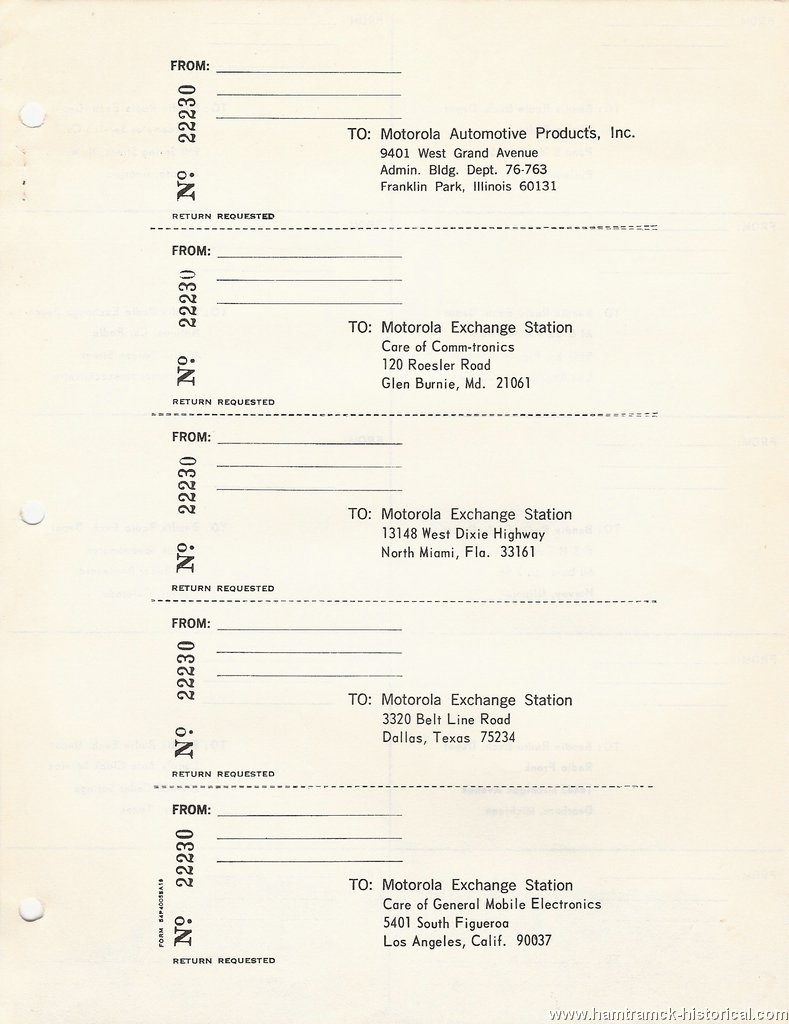 FROM:
No. 22230
TO: Motorola Automotive Products, Inc.
9401 West Grand Avenue
Admin. Bldg. Dept. 76-763
Franklin Park, Illinois 60131
RETURN REQUESTED
FROM:
No. 22230
TO: Motorola Exchange Station
Care of Comm-tronics
120 Roesler Road
Glen Burnie, Md. 21061
RETURN REQUESTED
FROM:
No. 22230
TO: Motorola Exchange Station
13148 West Dixie Highway
North Miami, Fla. 33161
RETURN REQUESTED
FROM:
No. 22230
TO: Motorola Exchange Station
3320 Belt Line Road
Dallas, Texas 75234
RETURN REQUESTED
FROM:
No. 22230
TO: Motorola Exchange Station
Care of General Mobile Electronics
5401 South Figueroa
Los Angeles, Calif. 90037
RETURN REQUESTED
FORM
www.hamtramck-historical.com